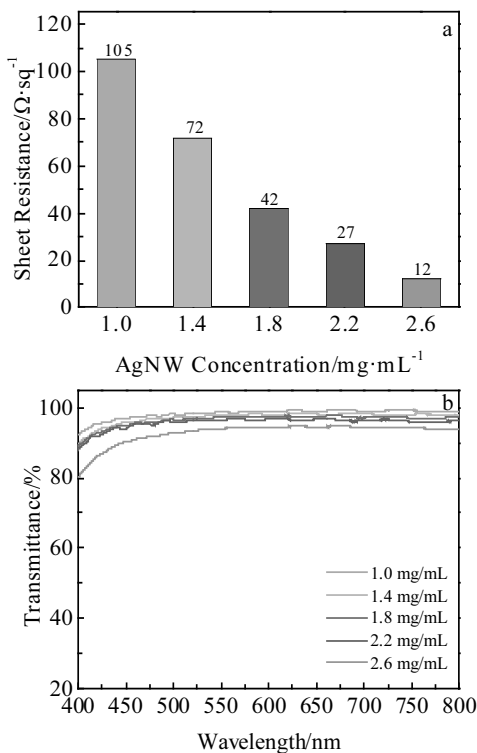 a
120
100
80
60
40
20
0
Sheet Resistance/Ω·sq⁻¹
105
72
42
27
12
1.0 1.4 1.8 2.2 2.6
AgNW Concentration/mg·mL⁻¹
b
100
80
60
40
20
Transmittance/%
1.0 mg/mL
1.4 mg/mL
1.8 mg/mL
2.2 mg/mL
2.6 mg/mL
400 450 500 550 600 650 700 750 800
Wavelength/nm